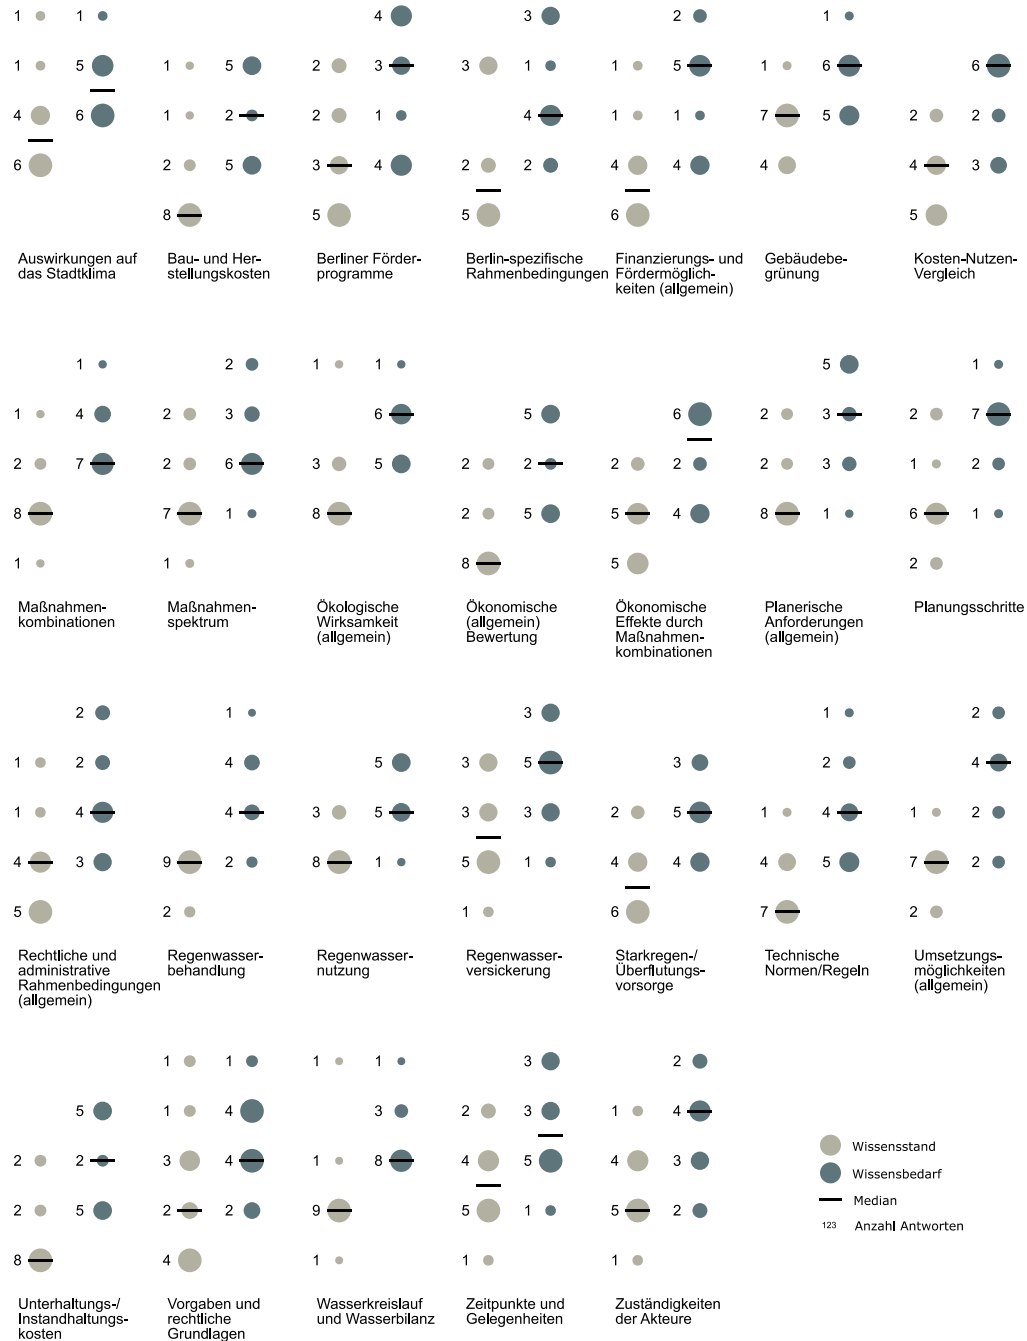 1 1 4 3 2 1
1 5 1 5 2 3 3 1 1 5 1 6 6
4 6 1 2 2 1 4 1 1 7 5 2 2
6 2 5 3 4 2 2 4 4 4 4 3
8 5 5 6 5
Auswirkungen auf
das Stadtklima
Bau- und Her-
stellungskosten
Berliner Förder-
programme
Berlin-spezifische
Rahmenbedingungen
Finanzierungs- und
Fördermöglich-
keiten (allgemein)
Gebäudebe-
grünung
Kosten-Nutzen-
Vergleich
1 2 1 1 5 1
1 4 2 3 6 5 6 2 3 2 7
2 7 2 6 3 5 2 2 2 2 2 3 1 2
8 7 1 8 2 5 5 4 8 1 6 1
1 1 8 5 2
Maßnahmen-
kombinationen
Maßnahmen-
spektrum
Ökologische
Wirksamkeit
(allgemein)
Ökonomische
(allgemein)
Bewertung
Ökonomische
Effekte durch
Maßnahmen-
kombinationen
Planerische
Anforderungen
(allgemein)
Planungsschritte
2 1 3 1 2
1 2 4 5 3 5 3 2 4
1 4 4 3 5 3 3 2 5 1 4 1 2
4 3 9 2 8 1 5 1 4 4 4 5 7 2
5 2 1 6 7 2
Rechtliche und
administrative
Rahmenbedingungen
(allgemein)
Regenwasser-
behandlung
Regenwasser-
nutzung
Regenwasser-
versickerung
Starkregen-/
Überflutungs-
vorsorge
Technische
Normen/Regeln
Umsetzungs-
möglichkeiten
(allgemein)
1 1 1 1 3 2
5 1 4 3 2 3 1 4
2 2 3 4 1 8 4 5 4 3
2 5 2 2 9 5 1 5 2
8 4 1 1 1
Unterhaltungs-/
Instandhaltungs-
kosten
Vorgaben und
rechtliche
Grundlagen
Wasserkreislauf
und Wasserbilanz
Zeitpunkte und
Gelegenheiten
Zuständigkeiten
der Akteure
Wissensstand
Wissensbedarf
Median
123 Anzahl Antworten